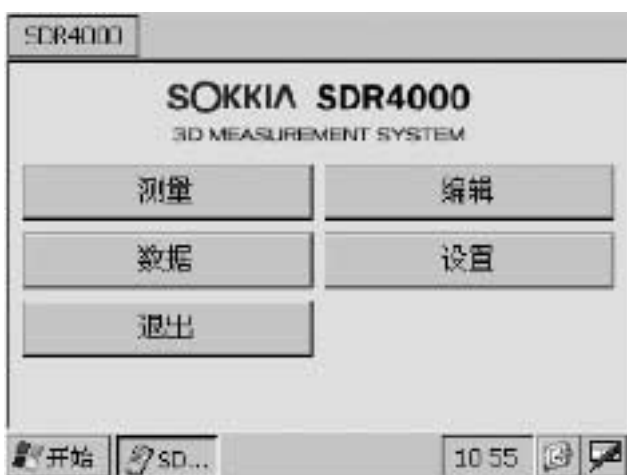 SDR4000
SOKKIA SDR4000
3D MEASUREMENT SYSTEM
测量 编辑
数据 设置
退出
开始 SD... 10 55